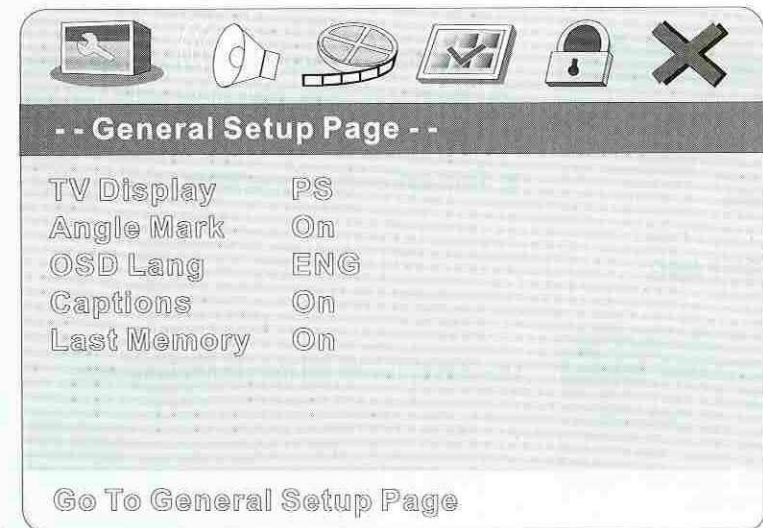 - - General Setup Page - -
TV Display PS
Angle Mark On
OSD Lang ENG
Captions On
Last Memory On
Go To General Setup Page